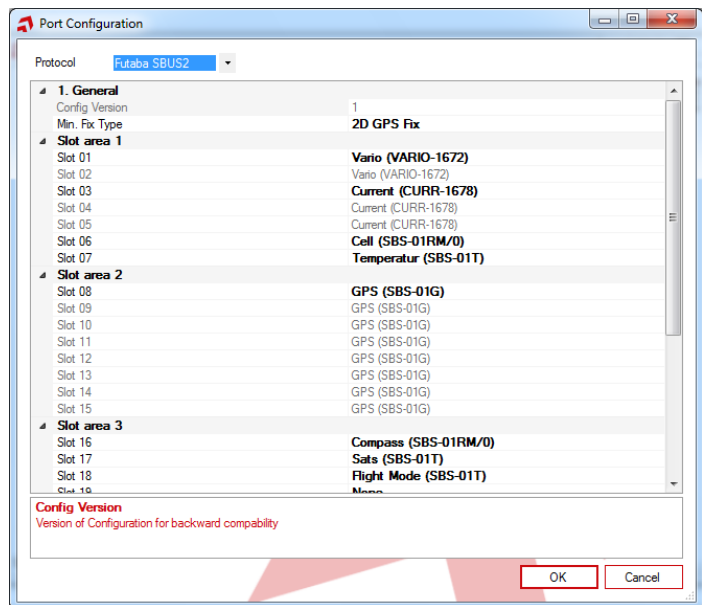 Port Configuration
Protocol Futaba SBUS2
1. General
Config Version 1
Min. Fix Type 2D GPS Fix
Slot area 1
Slot 01 Vario (VARIO-1672)
Slot 02 Vario (VARIO-1672)
Slot 03 Current (CURR-1678)
Slot 04 Current (CURR-1678)
Slot 05 Current (CURR-1678)
Slot 06 Cell (SBS-01RM/0)
Slot 07 Temperatur (SBS-01T)
Slot area 2
Slot 08 GPS (SBS-01G)
Slot 09 GPS (SBS-01G)
Slot 10 GPS (SBS-01G)
Slot 11 GPS (SBS-01G)
Slot 12 GPS (SBS-01G)
Slot 13 GPS (SBS-01G)
Slot 14 GPS (SBS-01G)
Slot 15 GPS (SBS-01G)
Slot area 3
Slot 16 Compass (SBS-01RM/0)
Slot 17 Sats (SBS-01T)
Slot 18 Flight Mode (SBS-01T)
Slot 19 None
Config Version
Version of Configuration for backward compability
OK Cancel